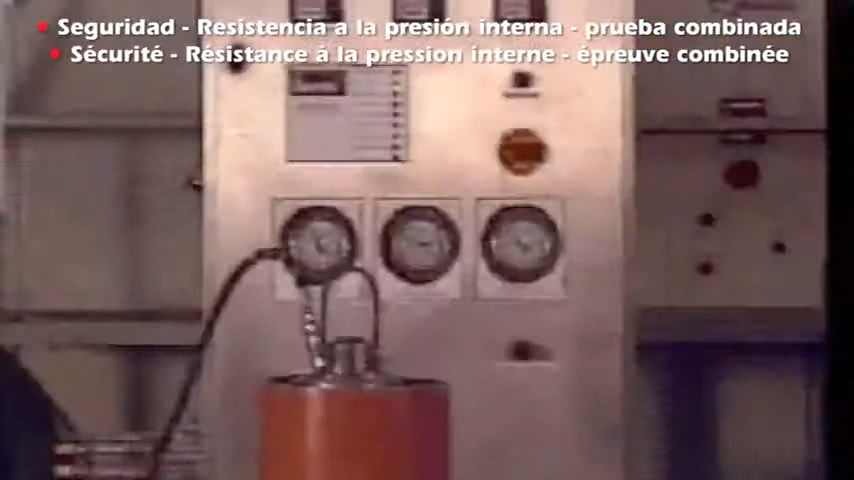 Seguridad - Resistencia a la presión interna - prueba combinada
Sécurité - Résistance á la pression interne - épreuve combinée